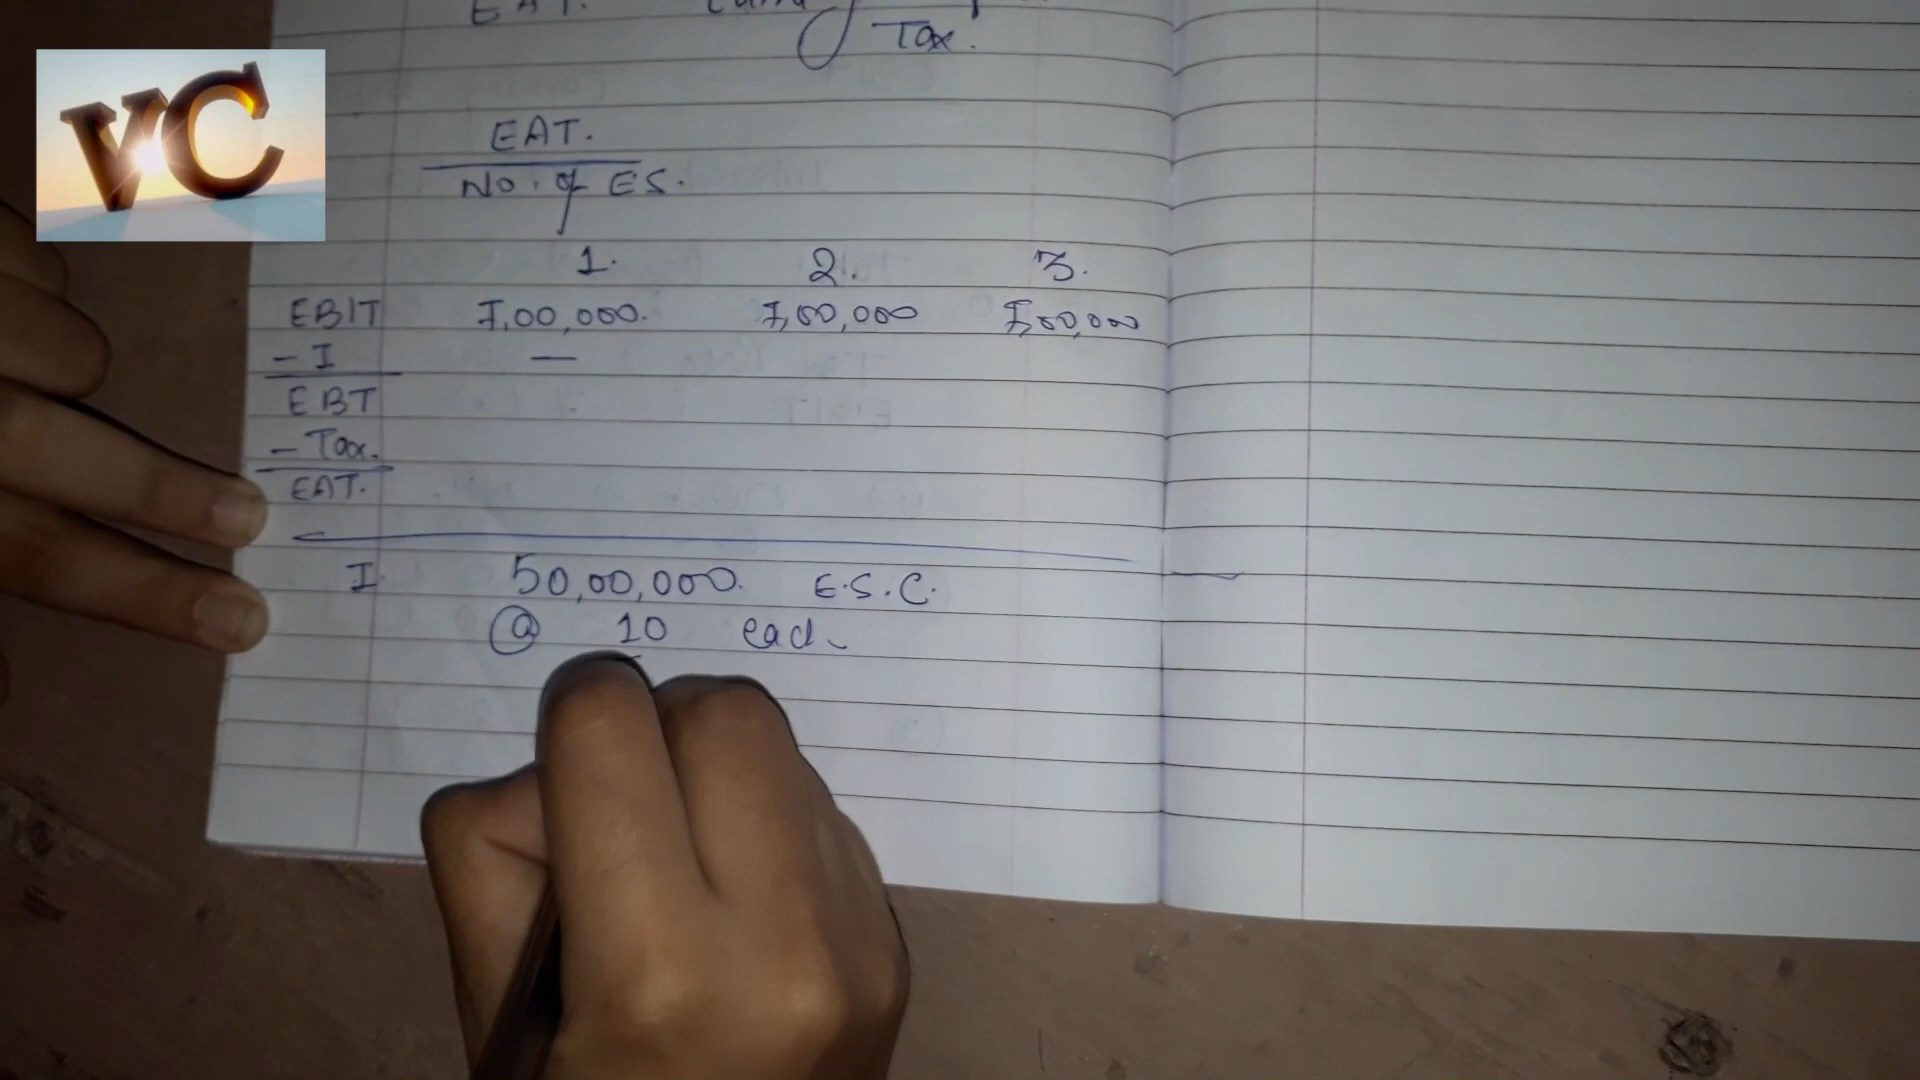 EAT.
Tax.
VC
EAT.
No. of E.S.
1. 2. 3.
EBIT 7,00,000. 7,00,000 7,00,000
- I —
EBT
- Tax.
EAT.
I 50,00,000. E.S.C.
@ 10 each